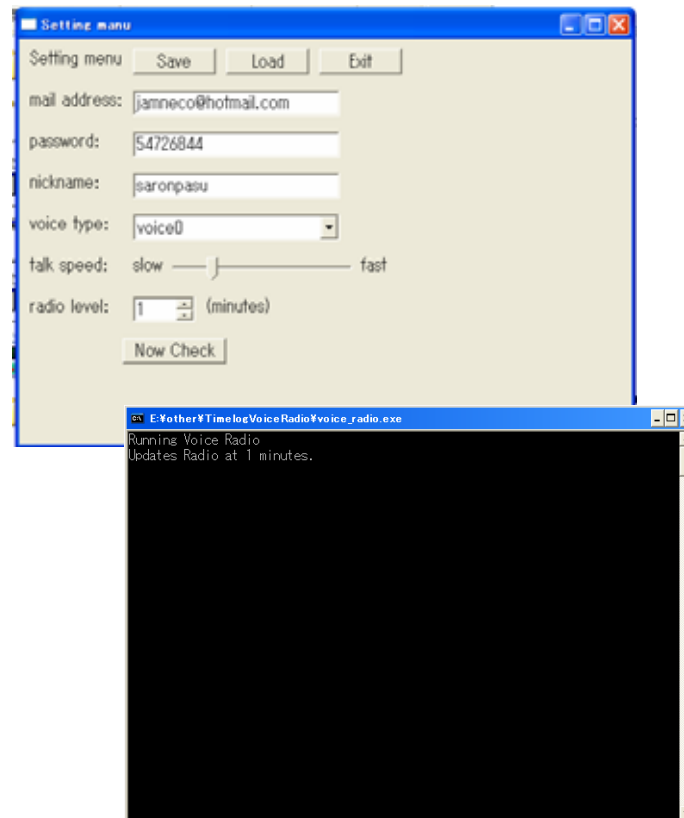 Setting manu
Setting menu Save Load Exit
mail address: jamneco@hotmail.com
password: 54726844
nickname: saronpasu
voice type: voice0
talk speed: slow fast
radio level: 1 (minutes)
Now Check
E:¥other¥TimelogVoiceRadio¥voice_radio.exe
Running Voice Radio
Updates Radio at 1 minutes.